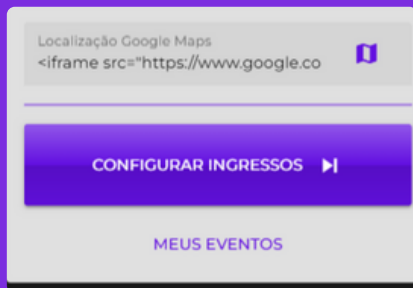 Localização Google Maps
<iframe src="https://www.google.co
CONFIGURAR INGRESSOS
MEUS EVENTOS